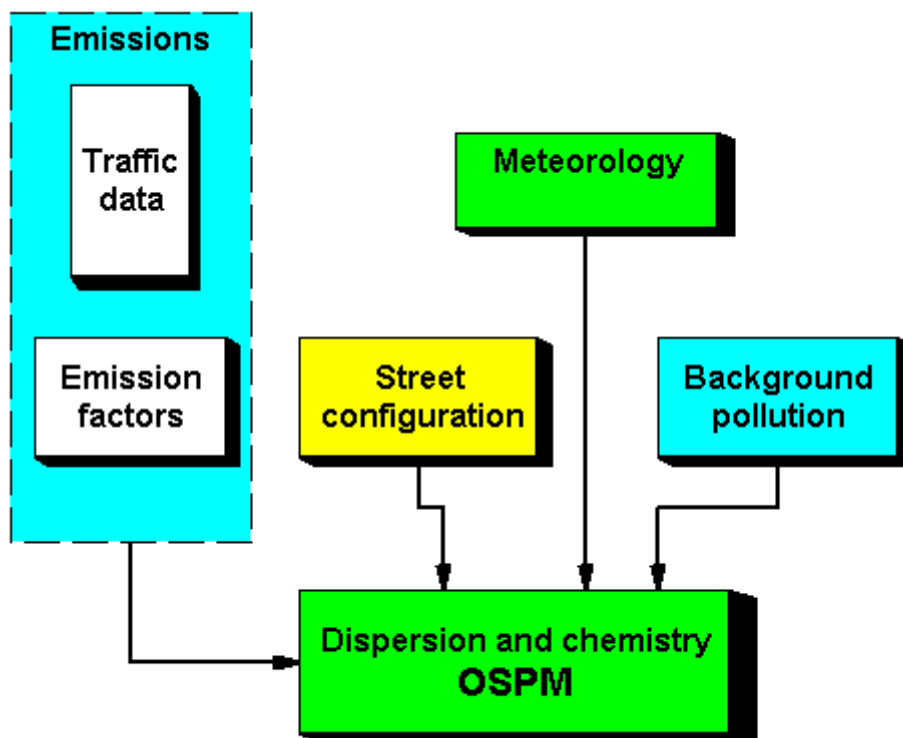 Emissions
Traffic
data
Meteorology
Emission
factors
Street
configuration
Background
pollution
Dispersion and chemistry
OSPM